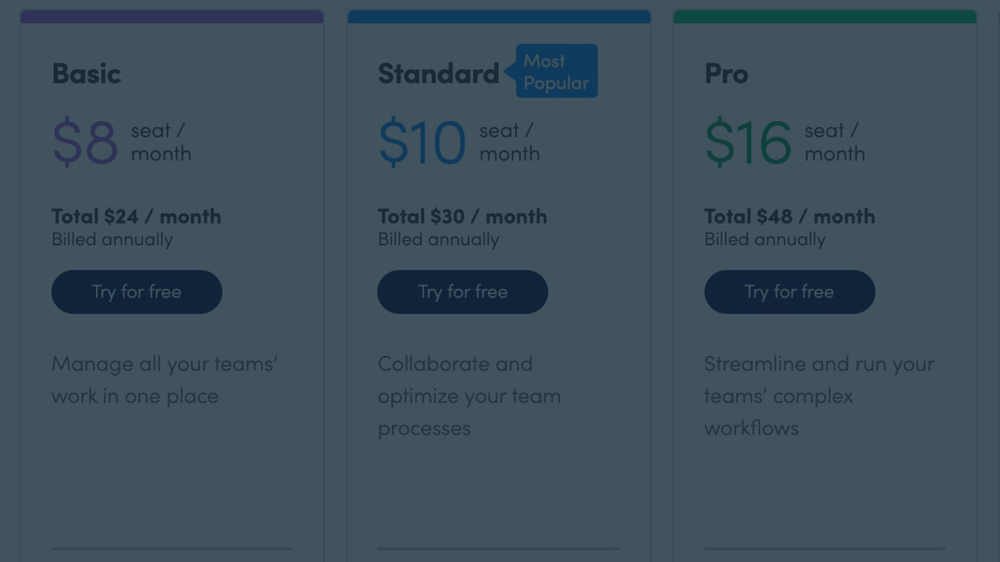 Basic
$8 seat /
month
Total $24 / month
Billed annually
Try for free
Manage all your teams’
work in one place
Standard
Most
Popular
$10 seat /
month
Total $30 / month
Billed annually
Try for free
Collaborate and
optimize your team
processes
Pro
$16 seat /
month
Total $48 / month
Billed annually
Try for free
Streamline and run your
teams’ complex
workflows